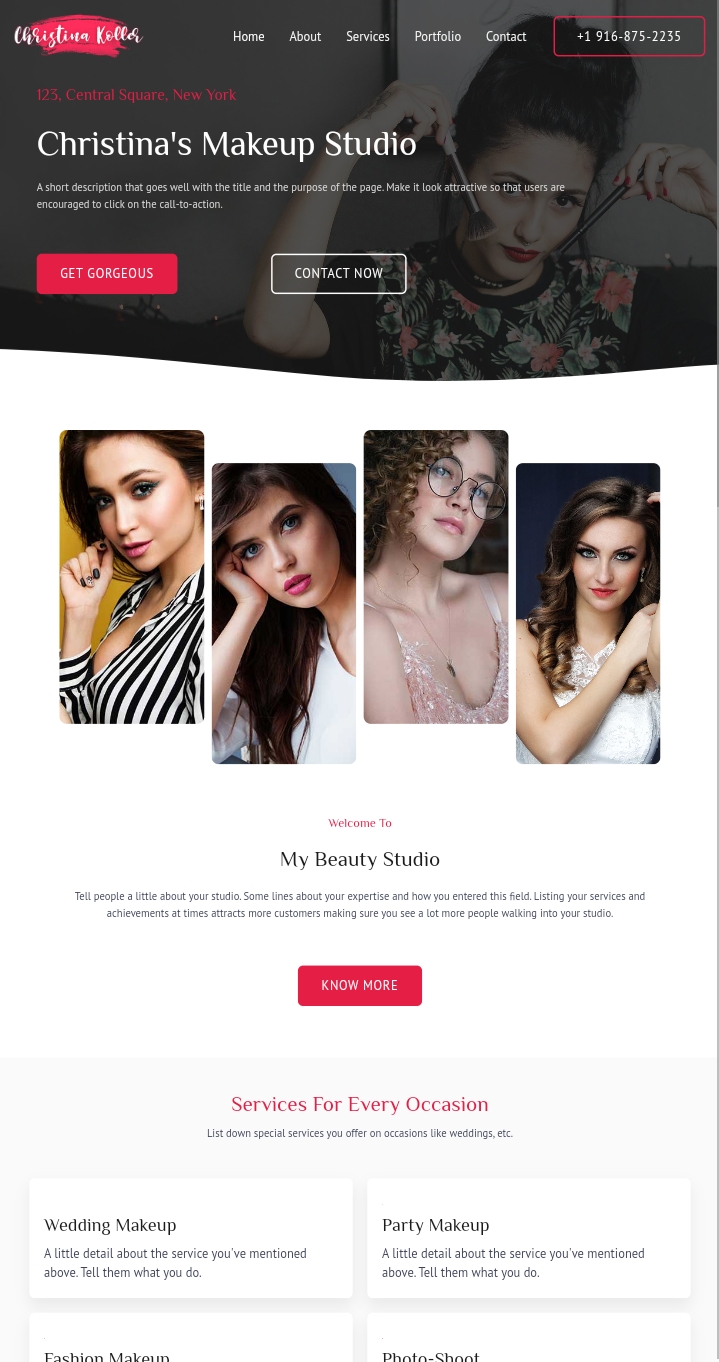 Christina Koller
Home About Services Portfolio Contact +1 916-875-2235
123, Central Square, New York
Christina's Makeup Studio
A short description that goes well with the title and the purpose of the page. Make it look attractive so that users are
encouraged to click on the call-to-action.
GET GORGEOUS CONTACT NOW
Welcome To
My Beauty Studio
Tell people a little about your studio. Some lines about your expertise and how you entered this field. Listing your services and
achievements at times attracts more customers making sure you see a lot more people walking into your studio.
KNOW MORE
Services For Every Occasion
List down special services you offer on occasions like weddings, etc.
Wedding Makeup
A little detail about the service you've mentioned
above. Tell them what you do.
Party Makeup
A little detail about the service you've mentioned
above. Tell them what you do.
Fashion Makeup
Photo-Shoot